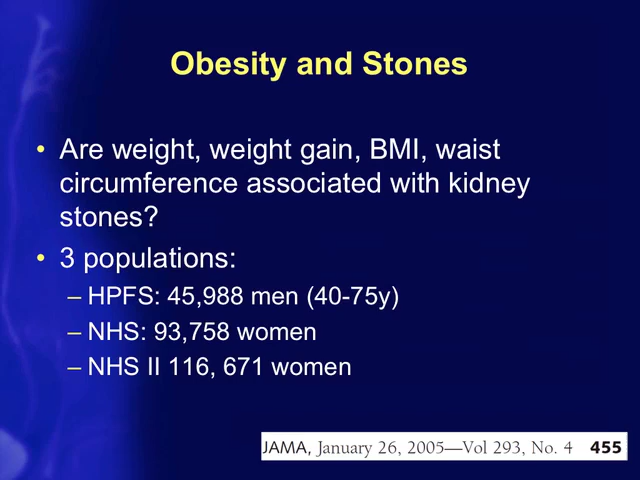 Obesity and Stones
• Are weight, weight gain, BMI, waist
circumference associated with kidney
stones?
• 3 populations:
– HPFS: 45,988 men (40-75y)
– NHS: 93,758 women
– NHS II 116, 671 women
JAMA, January 26, 2005—Vol 293, No. 4 455